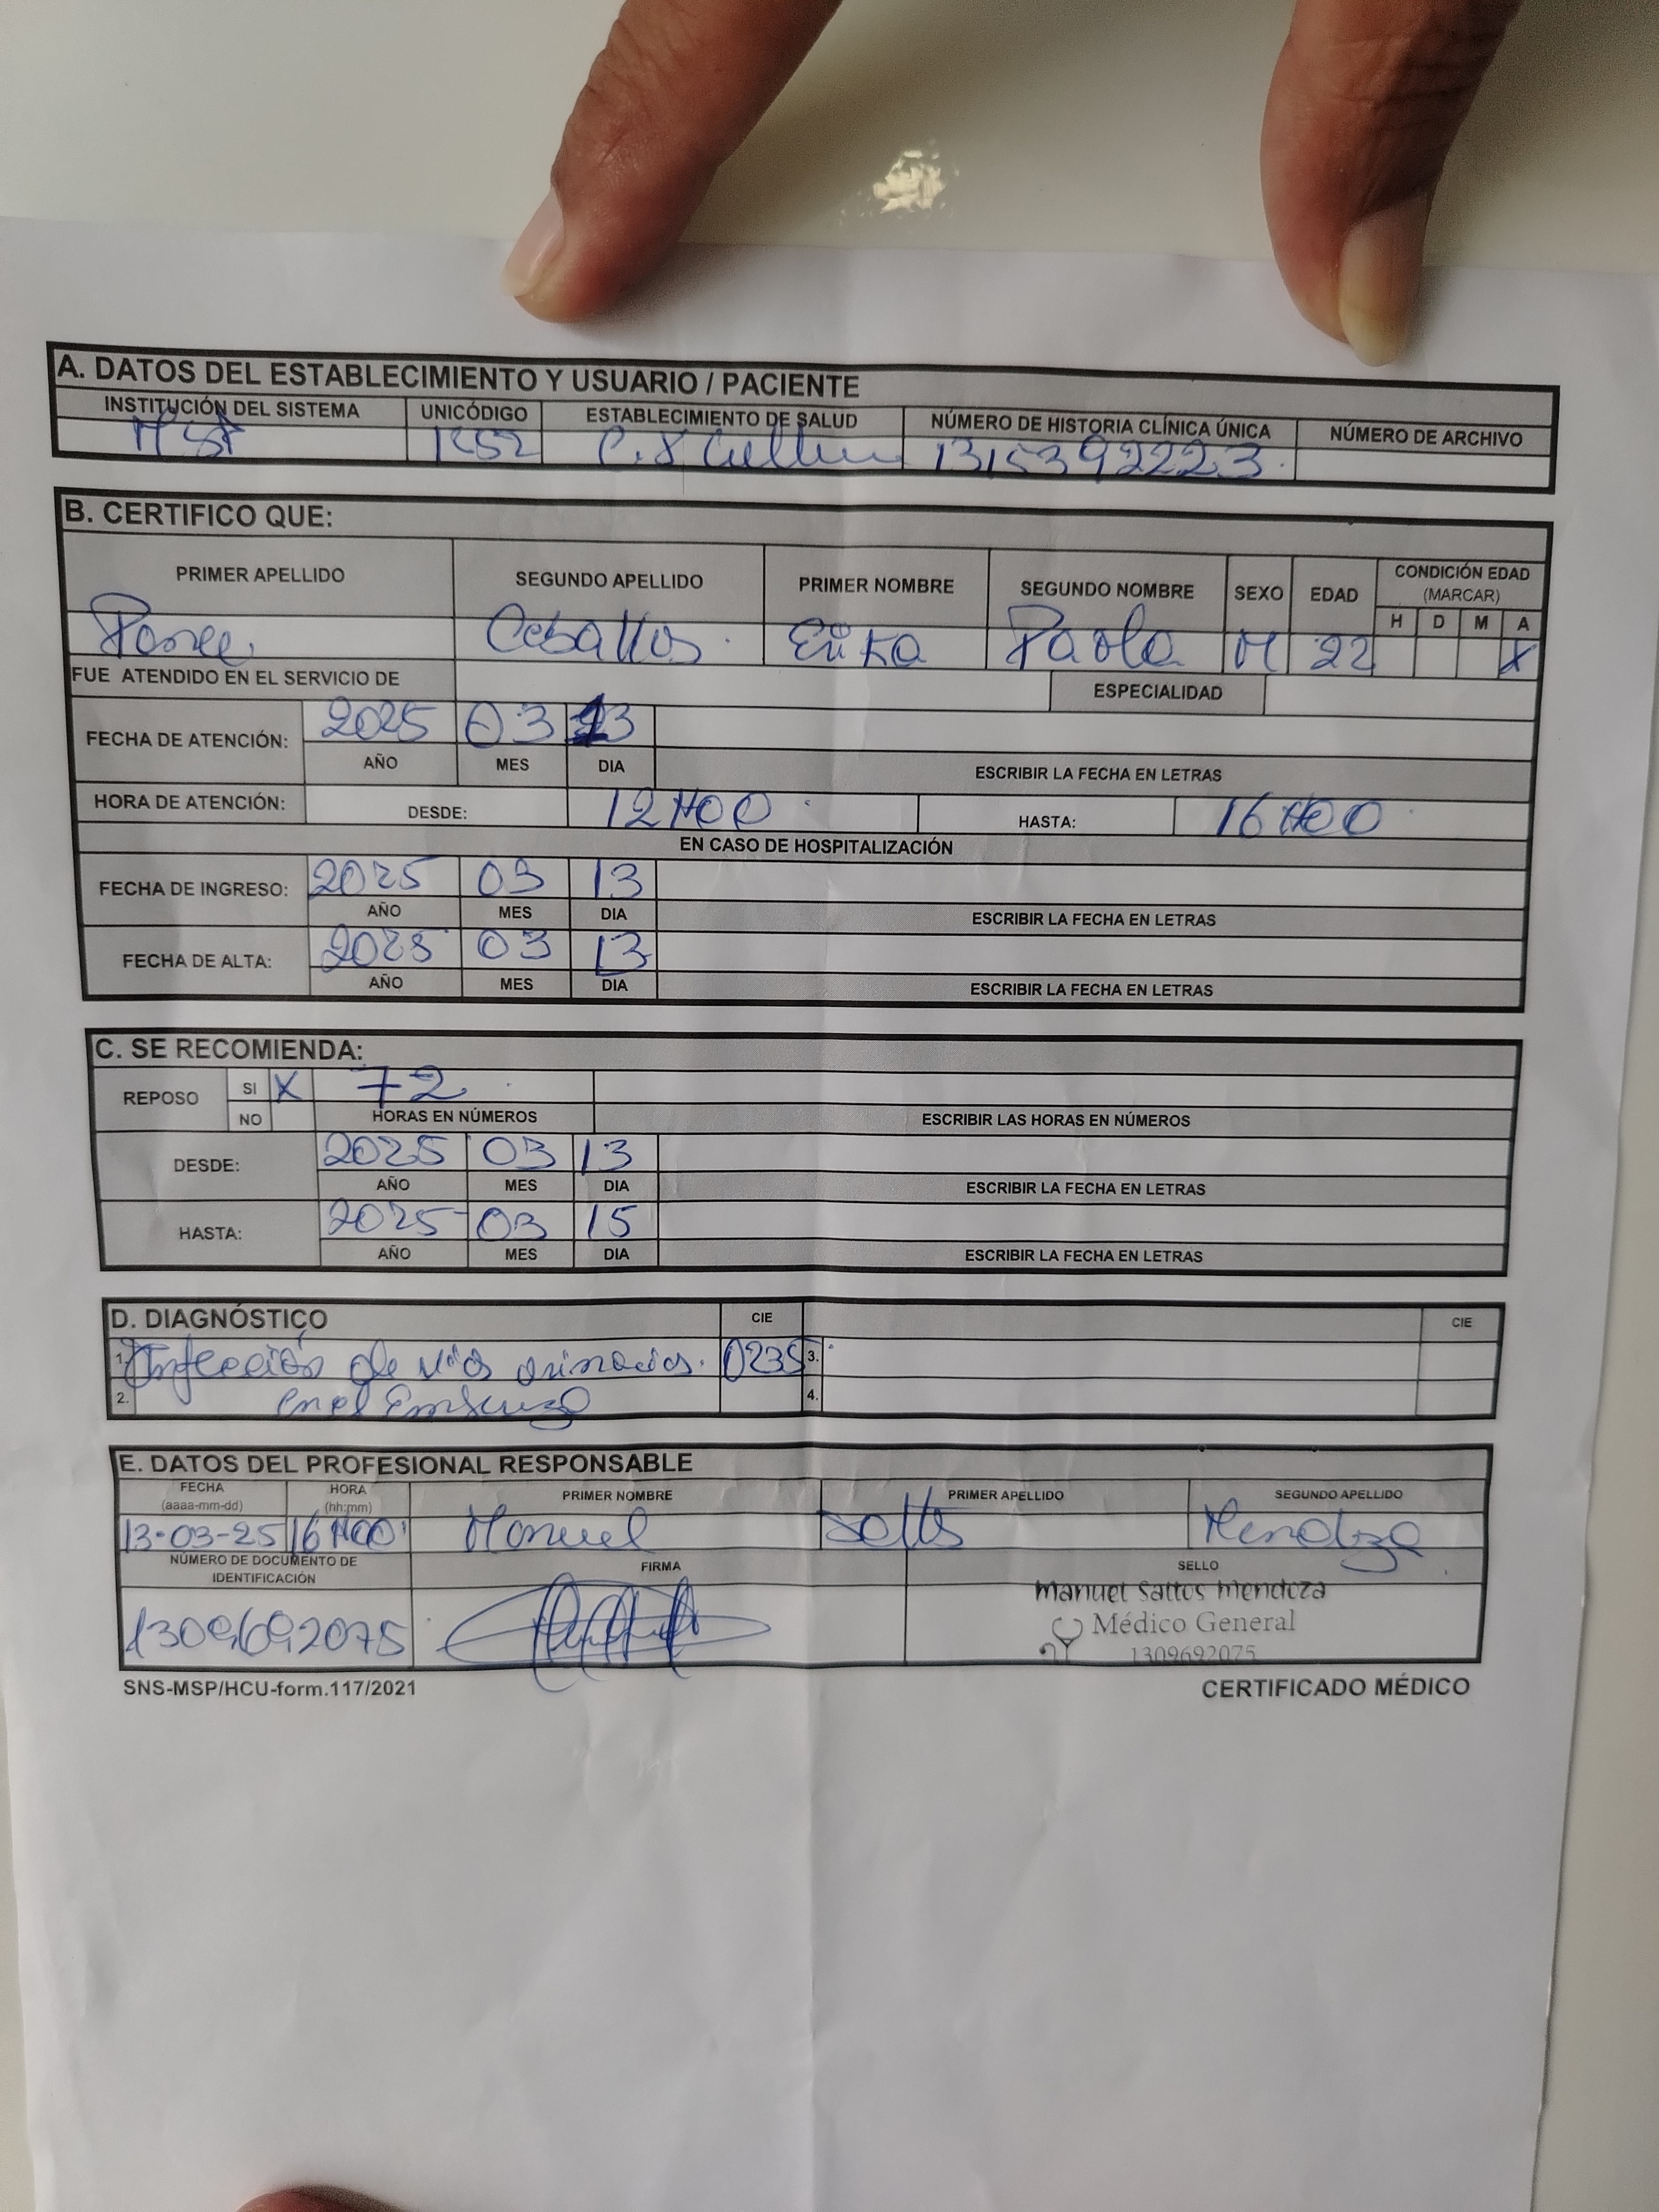 A. DATOS DEL ESTABLECIMIENTO Y USUARIO / PACIENTE
INSTITUCIÓN DEL SISTEMA UNICÓDIGO ESTABLECIMIENTO DE SALUD NÚMERO DE HISTORIA CLÍNICA ÚNICA NÚMERO DE ARCHIVO
1315392223
B. CERTIFICO QUE:
PRIMER APELLIDO SEGUNDO APELLIDO PRIMER NOMBRE SEGUNDO NOMBRE SEXO EDAD CONDICIÓN EDAD
(MARCAR)
H D M A
Ponce Ceballos Erika Paola M 22 X
FUE ATENDIDO EN EL SERVICIO DE ESPECIALIDAD
FECHA DE ATENCIÓN: 2025 03 13
AÑO MES DIA ESCRIBIR LA FECHA EN LETRAS
HORA DE ATENCIÓN: DESDE: 12H00 HASTA: 16H00
EN CASO DE HOSPITALIZACIÓN
FECHA DE INGRESO: 2025 03 13
AÑO MES DIA ESCRIBIR LA FECHA EN LETRAS
FECHA DE ALTA: 2025 03 13
AÑO MES DIA ESCRIBIR LA FECHA EN LETRAS
C. SE RECOMIENDA:
REPOSO SI X 72
NO HORAS EN NÚMEROS ESCRIBIR LAS HORAS EN NÚMEROS
DESDE: 2025 03 13
AÑO MES DIA ESCRIBIR LA FECHA EN LETRAS
HASTA: 2025 03 15
AÑO MES DIA ESCRIBIR LA FECHA EN LETRAS
D. DIAGNÓSTICO CIE CIE
1. Infección de vías urinarias. 0235 3.
2. en el Embarazo 4.
E. DATOS DEL PROFESIONAL RESPONSABLE
FECHA (aaaa-mm-dd) HORA (hh:mm) PRIMER NOMBRE PRIMER APELLIDO SEGUNDO APELLIDO
13-03-25 16H00 Manuel Saltos Mendoza
NÚMERO DE DOCUMENTO DE IDENTIFICACIÓN FIRMA SELLO
1309692075
Manuel Saltos Mendoza
Médico General
1309692075
SNS-MSP/HCU-form.117/2021 CERTIFICADO MÉDICO